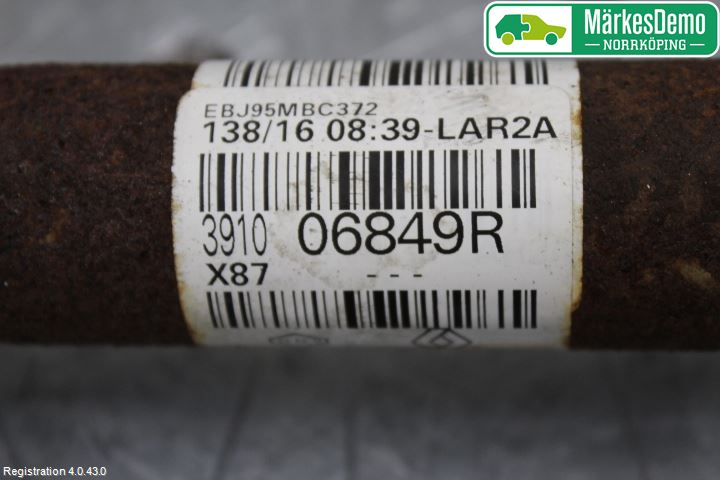 MärkesDemo
NORRKÖPING
EBJ95MBC372
138/16 08:39-LAR2A
3910 06849R
X87 ---
Registration 4.0.43.0